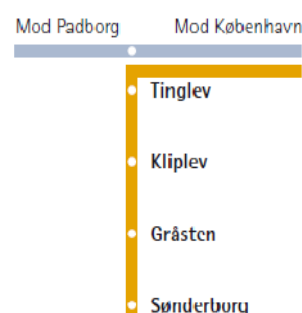 Mod Padborg Mod København
Tinglev
Kliplev
Gråsten
Sønderborg